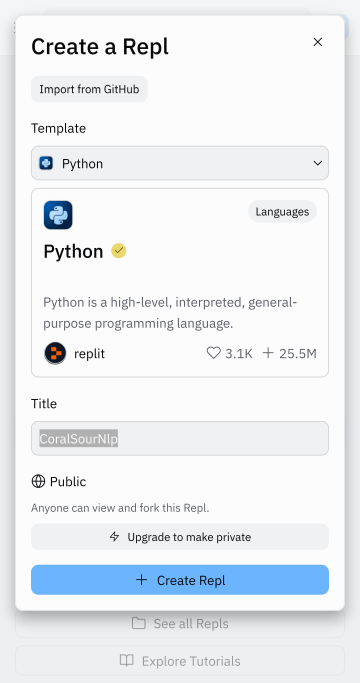 Create a Repl
Import from GitHub
Template
Python
Languages
Python
Python is a high-level, interpreted, general-
purpose programming language.
replit 3.1K 25.5M
Title
CoralSourNlp
Public
Anyone can view and fork this Repl.
Upgrade to make private
Create Repl
See all Repls
Explore Tutorials